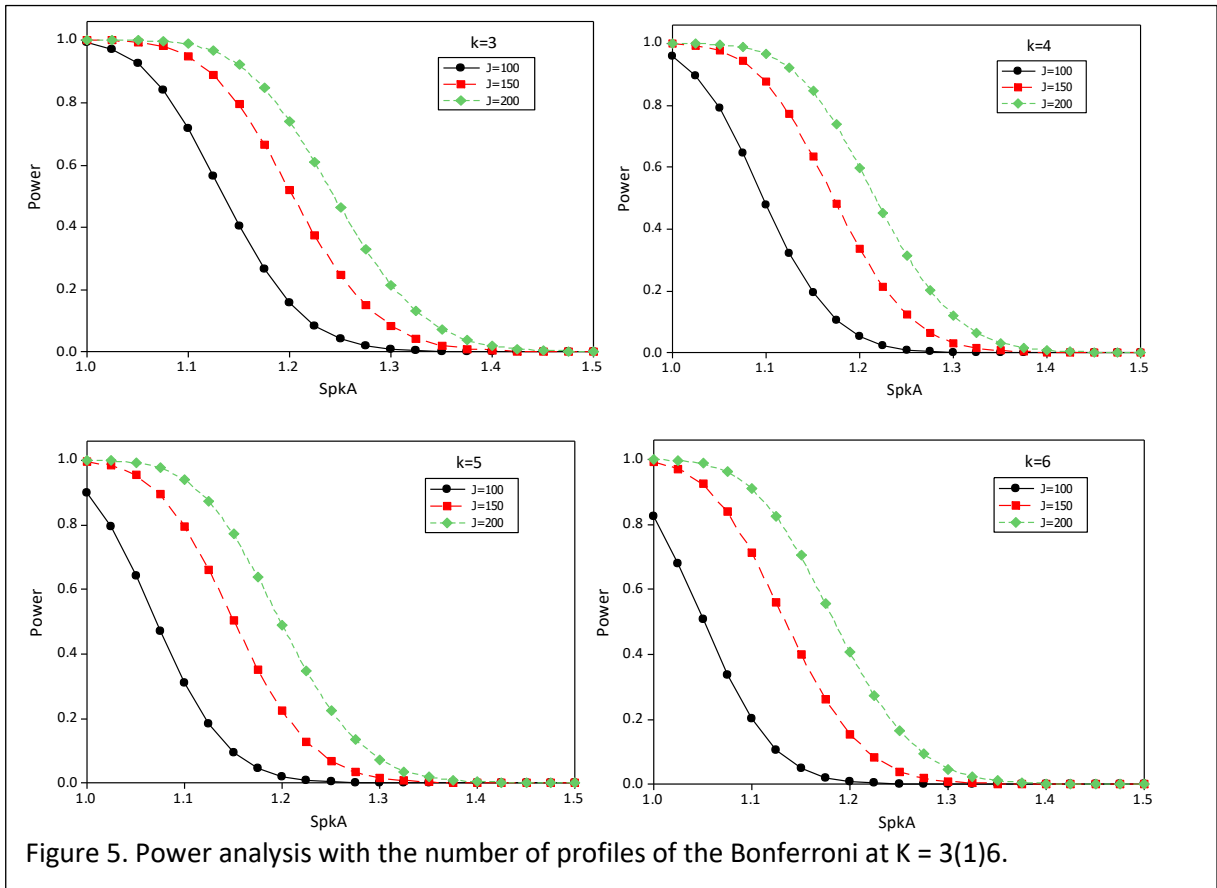 k=3
J=100
J=150
J=200
Power
1.0
0.8
0.6
0.4
0.2
0.0
1.0 1.1 1.2 1.3 1.4 1.5
SpkA
k=4
J=100
J=150
J=200
Power
1.0
0.8
0.6
0.4
0.2
0.0
1.0 1.1 1.2 1.3 1.4 1.5
SpkA
k=5
J=100
J=150
J=200
Power
1.0
0.8
0.6
0.4
0.2
0.0
1.0 1.1 1.2 1.3 1.4 1.5
SpkA
k=6
J=100
J=150
J=200
Power
1.0
0.8
0.6
0.4
0.2
0.0
1.0 1.1 1.2 1.3 1.4 1.5
SpkA
Figure 5. Power analysis with the number of profiles of the Bonferroni at K = 3(1)6.